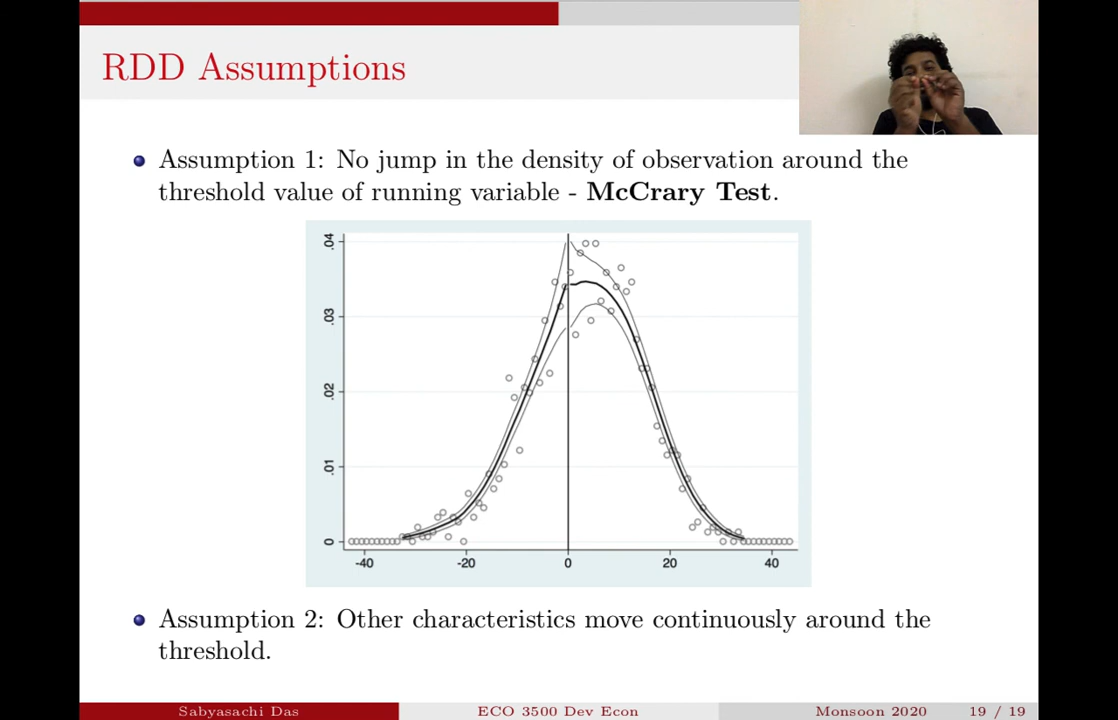 RDD Assumptions
Assumption 1: No jump in the density of observation around the
threshold value of running variable - McCrary Test.
.04
.03
.02
.01
0
-40 -20 0 20 40
Assumption 2: Other characteristics move continuously around the
threshold.
Sabyasachi Das ECO 3500 Dev Econ Monsoon 2020 19 / 19